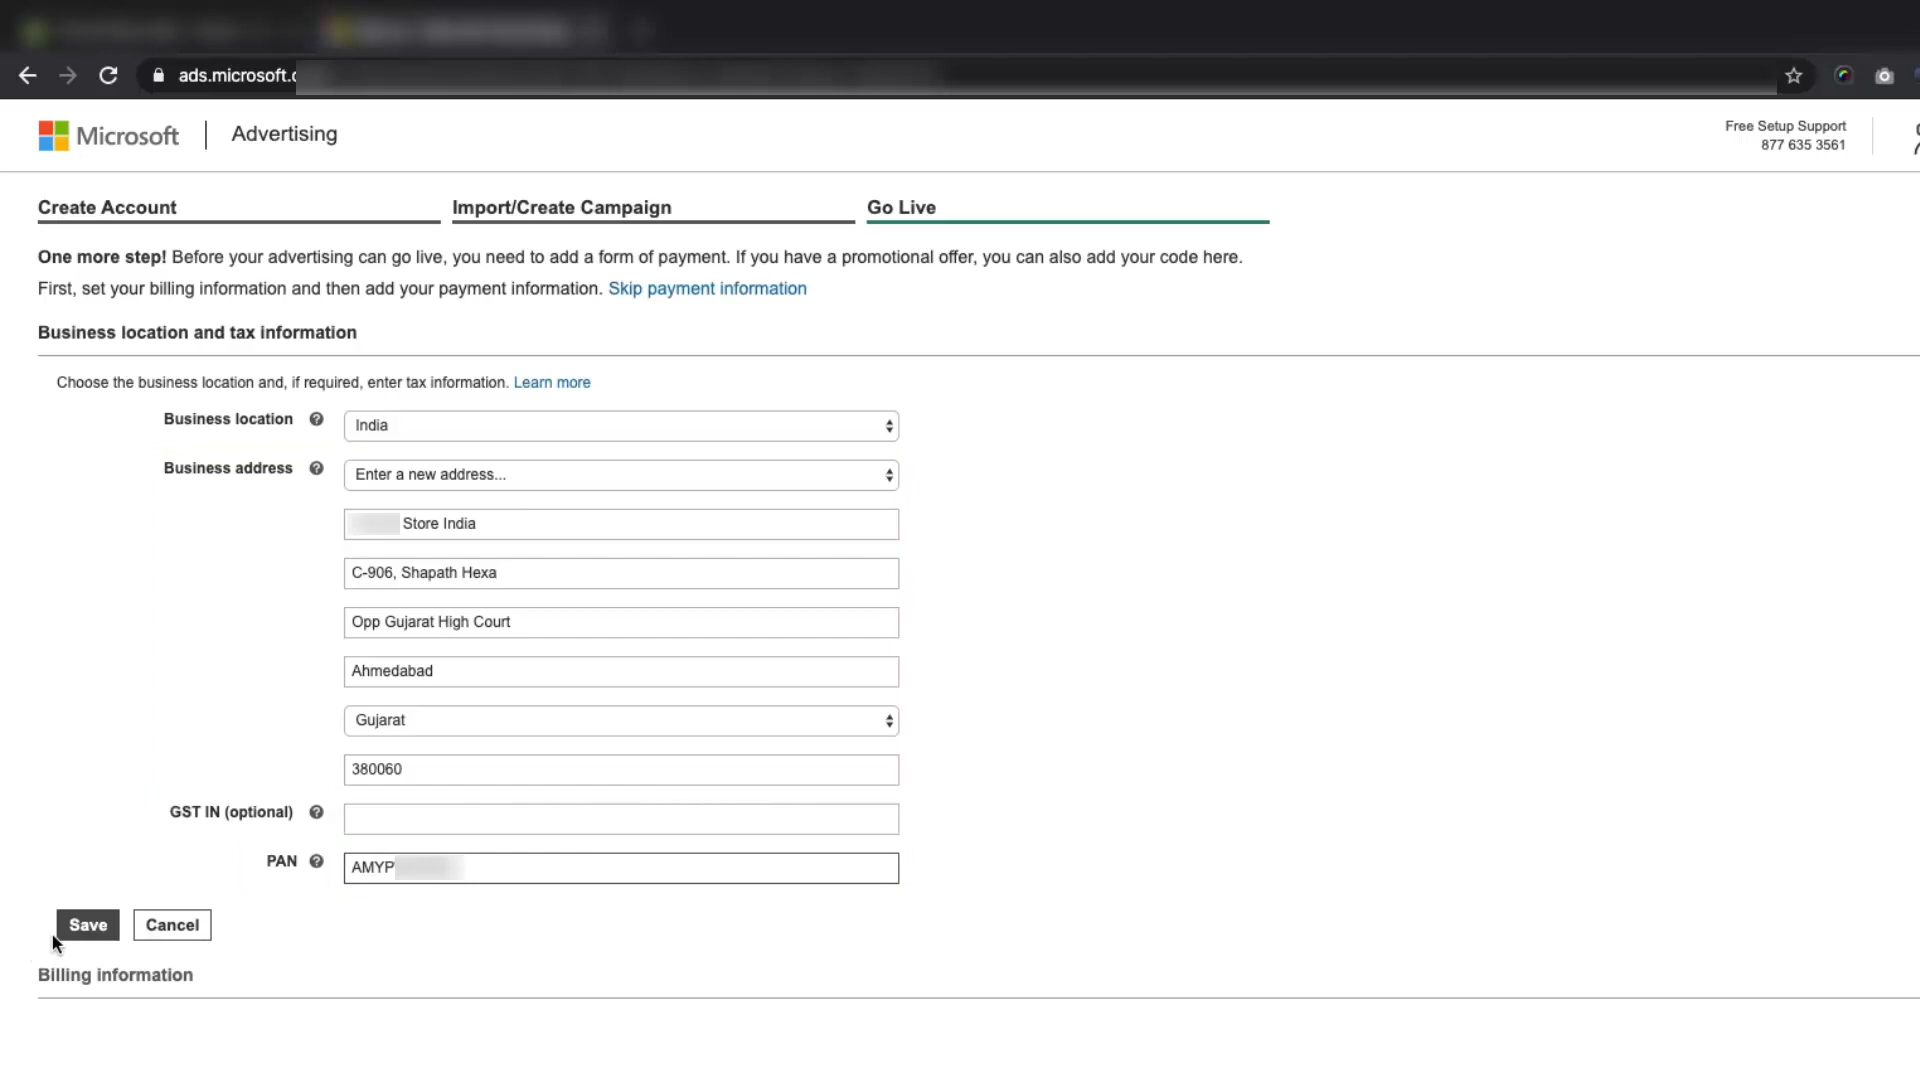 ads.microsoft.c
Microsoft | Advertising
Free Setup Support
877 635 3561
Create Account
Import/Create Campaign
Go Live
One more step! Before your advertising can go live, you need to add a form of payment. If you have a promotional offer, you can also add your code here.
First, set your billing information and then add your payment information. Skip payment information
Business location and tax information
Choose the business location and, if required, enter tax information. Learn more
Business location
India
Business address
Enter a new address...
Store India
C-906, Shapath Hexa
Opp Gujarat High Court
Ahmedabad
Gujarat
380060
GST IN (optional)
PAN
AMYP
Save
Cancel
Billing information